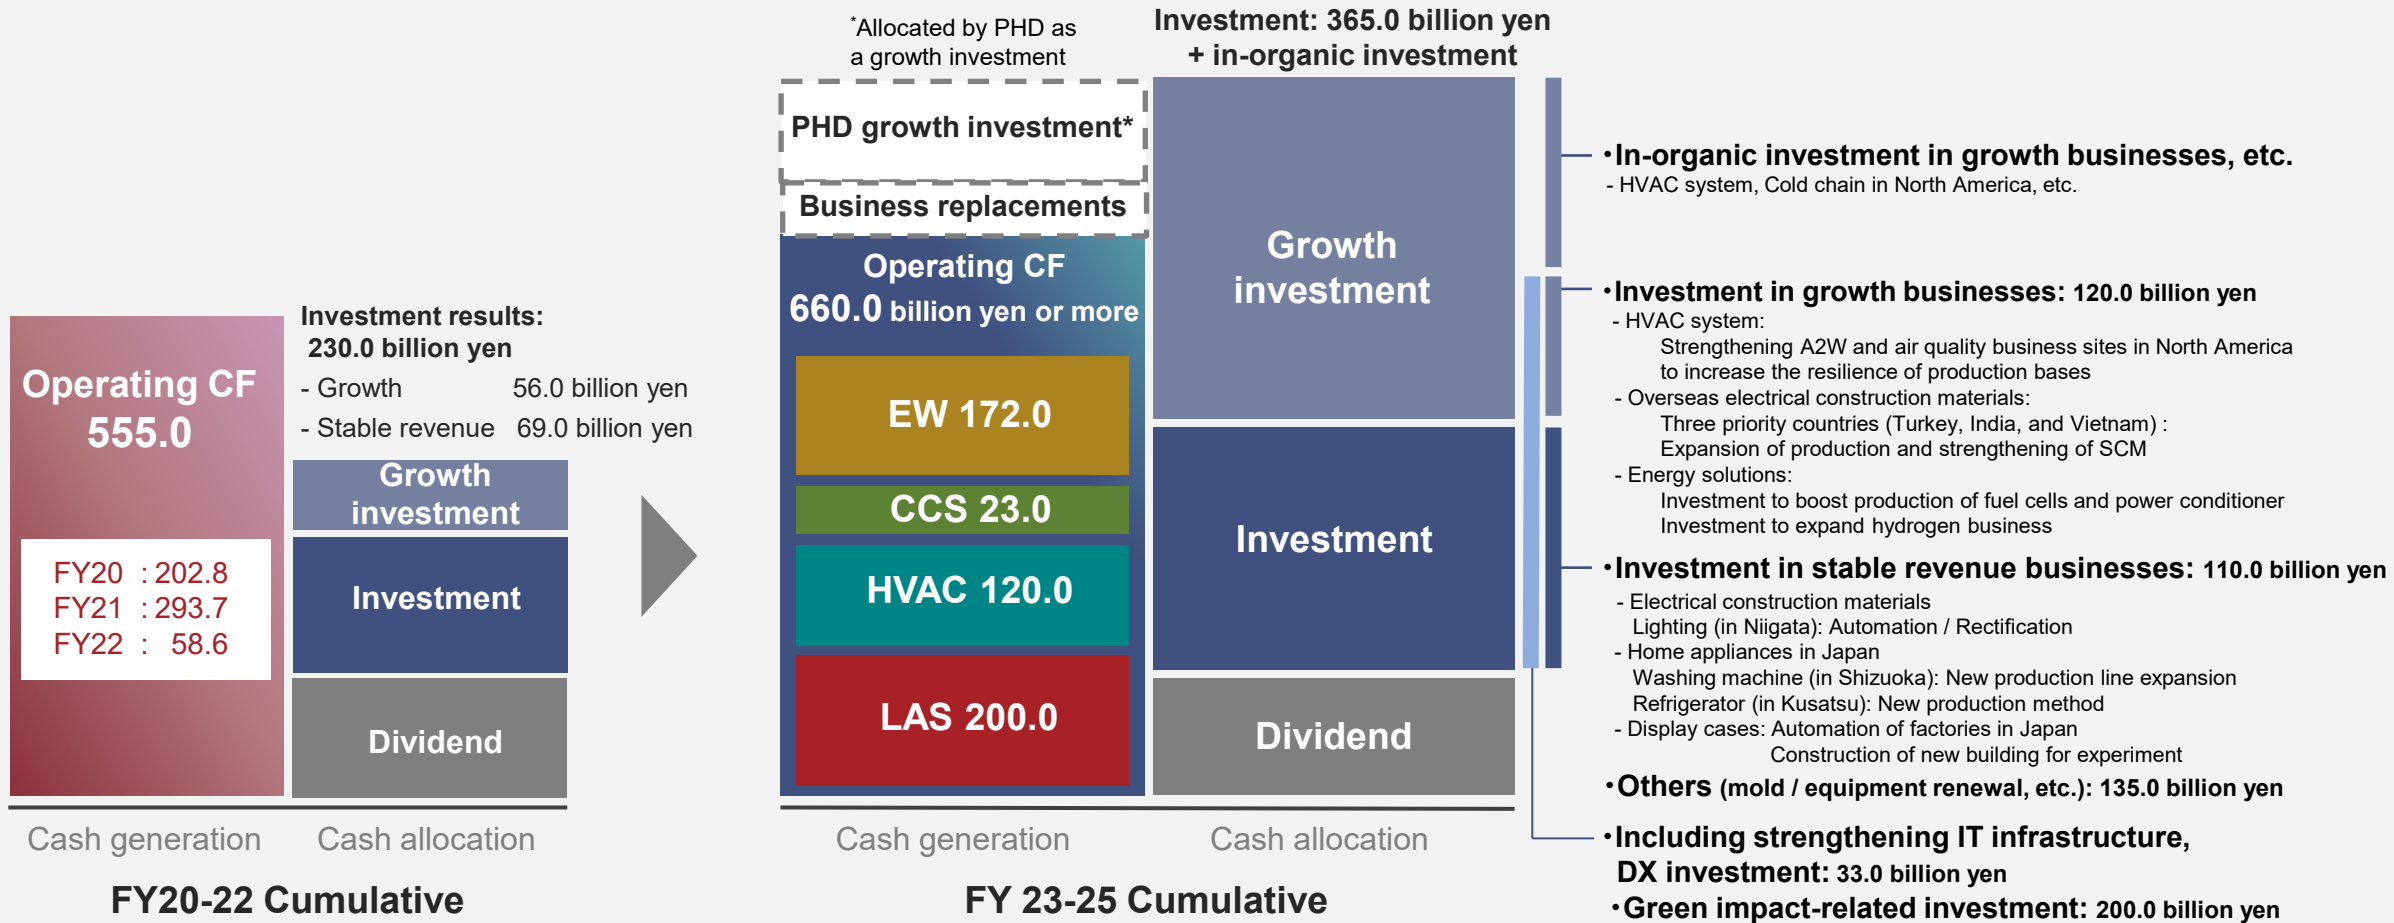 *Allocated by PHD as
a growth investment
Investment: 365.0 billion yen
+ in-organic investment
Operating CF
555.0
FY20 : 202.8
FY21 : 293.7
FY22 : 58.6
Investment results:
230.0 billion yen
- Growth 56.0 billion yen
- Stable revenue 69.0 billion yen
Growth
investment
Investment
Dividend
Cash generation
Cash allocation
FY20-22 Cumulative
PHD growth investment*
Business replacements
Operating CF
660.0 billion yen or more
EW 172.0
CCS 23.0
HVAC 120.0
LAS 200.0
Growth
investment
Investment
Dividend
Cash generation
Cash allocation
FY 23-25 Cumulative
・In-organic investment in growth businesses, etc.
- HVAC system, Cold chain in North America, etc.
・Investment in growth businesses: 120.0 billion yen
- HVAC system:
Strengthening A2W and air quality business sites in North America
to increase the resilience of production bases
- Overseas electrical construction materials:
Three priority countries (Turkey, India, and Vietnam) :
Expansion of production and strengthening of SCM
- Energy solutions:
Investment to boost production of fuel cells and power conditioner
Investment to expand hydrogen business
・Investment in stable revenue businesses: 110.0 billion yen
- Electrical construction materials
Lighting (in Niigata): Automation / Rectification
- Home appliances in Japan
Washing machine (in Shizuoka): New production line expansion
Refrigerator (in Kusatsu): New production method
- Display cases: Automation of factories in Japan
Construction of new building for experiment
・Others (mold / equipment renewal, etc.): 135.0 billion yen
・Including strengthening IT infrastructure,
DX investment: 33.0 billion yen
・Green impact-related investment: 200.0 billion yen